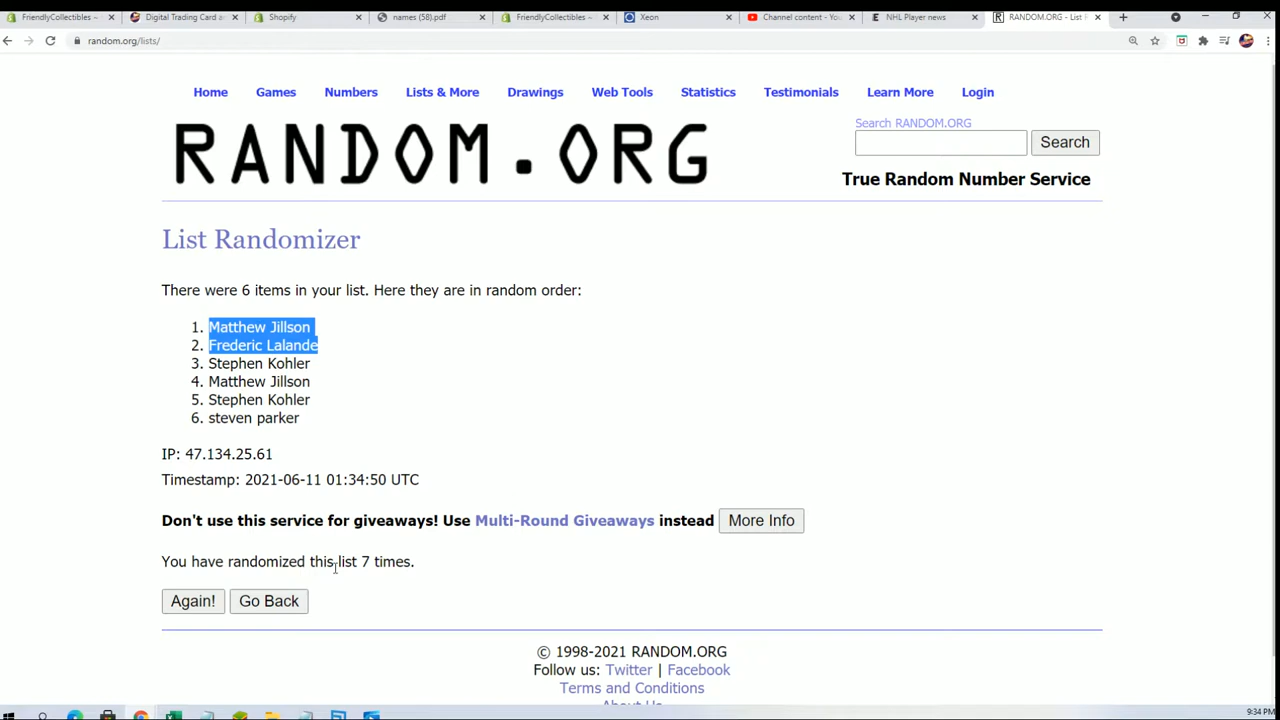 FriendlyCollectibles ~
Digital Trading Card a
Shopify
names (58).pdf
FriendlyCollectibles ~
Xeon
Channel content - You
NHL Player news
RANDOM.ORG - List R
random.org/lists/
Home Games Numbers Lists & More Drawings Web Tools Statistics Testimonials Learn More Login
RANDOM.ORG
Search RANDOM.ORG
Search
True Random Number Service
List Randomizer
There were 6 items in your list. Here they are in random order:
1. Matthew Jillson
2. Frederic Lalande
3. Stephen Kohler
4. Matthew Jillson
5. Stephen Kohler
6. steven parker
IP: 47.134.25.61
Timestamp: 2021-06-11 01:34:50 UTC
Don't use this service for giveaways! Use Multi-Round Giveaways instead More Info
You have randomized this list 7 times.
Again! Go Back
© 1998-2021 RANDOM.ORG
Follow us: Twitter | Facebook
Terms and Conditions
About Us
9:34 PM